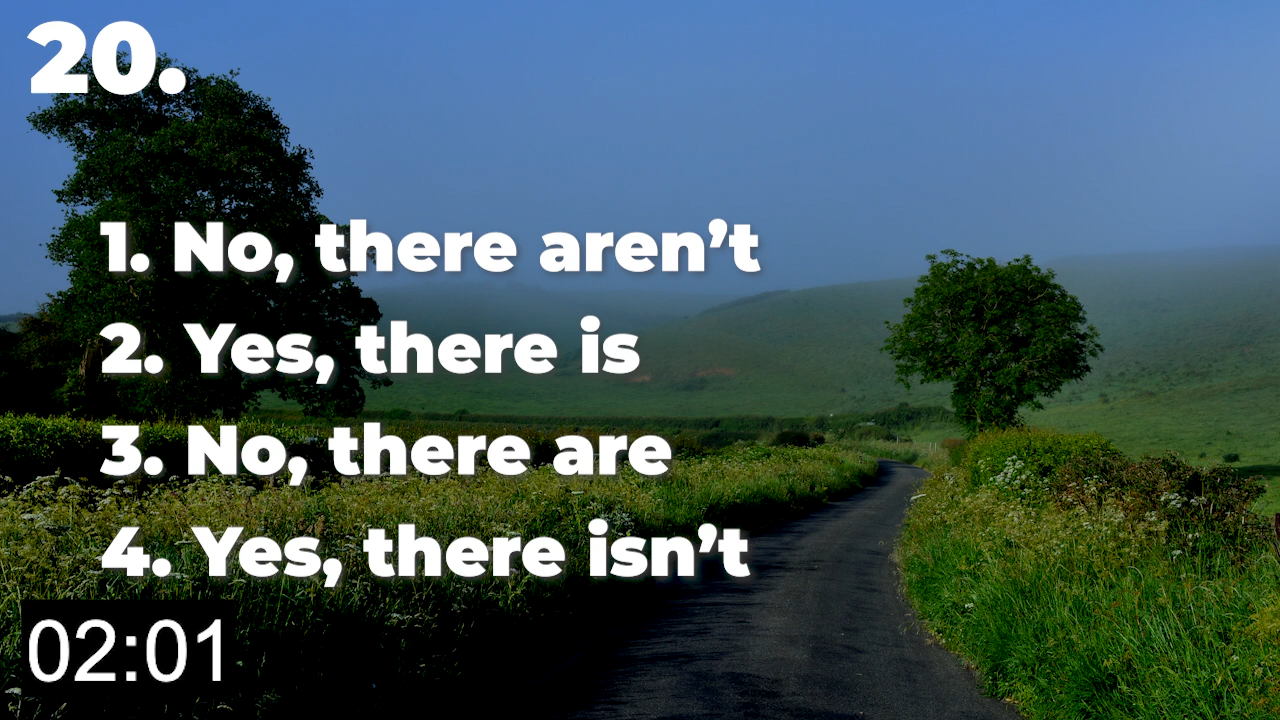 20.
1. No, there aren’t
2. Yes, there is
3. No, there are
4. Yes, there isn’t
02:01